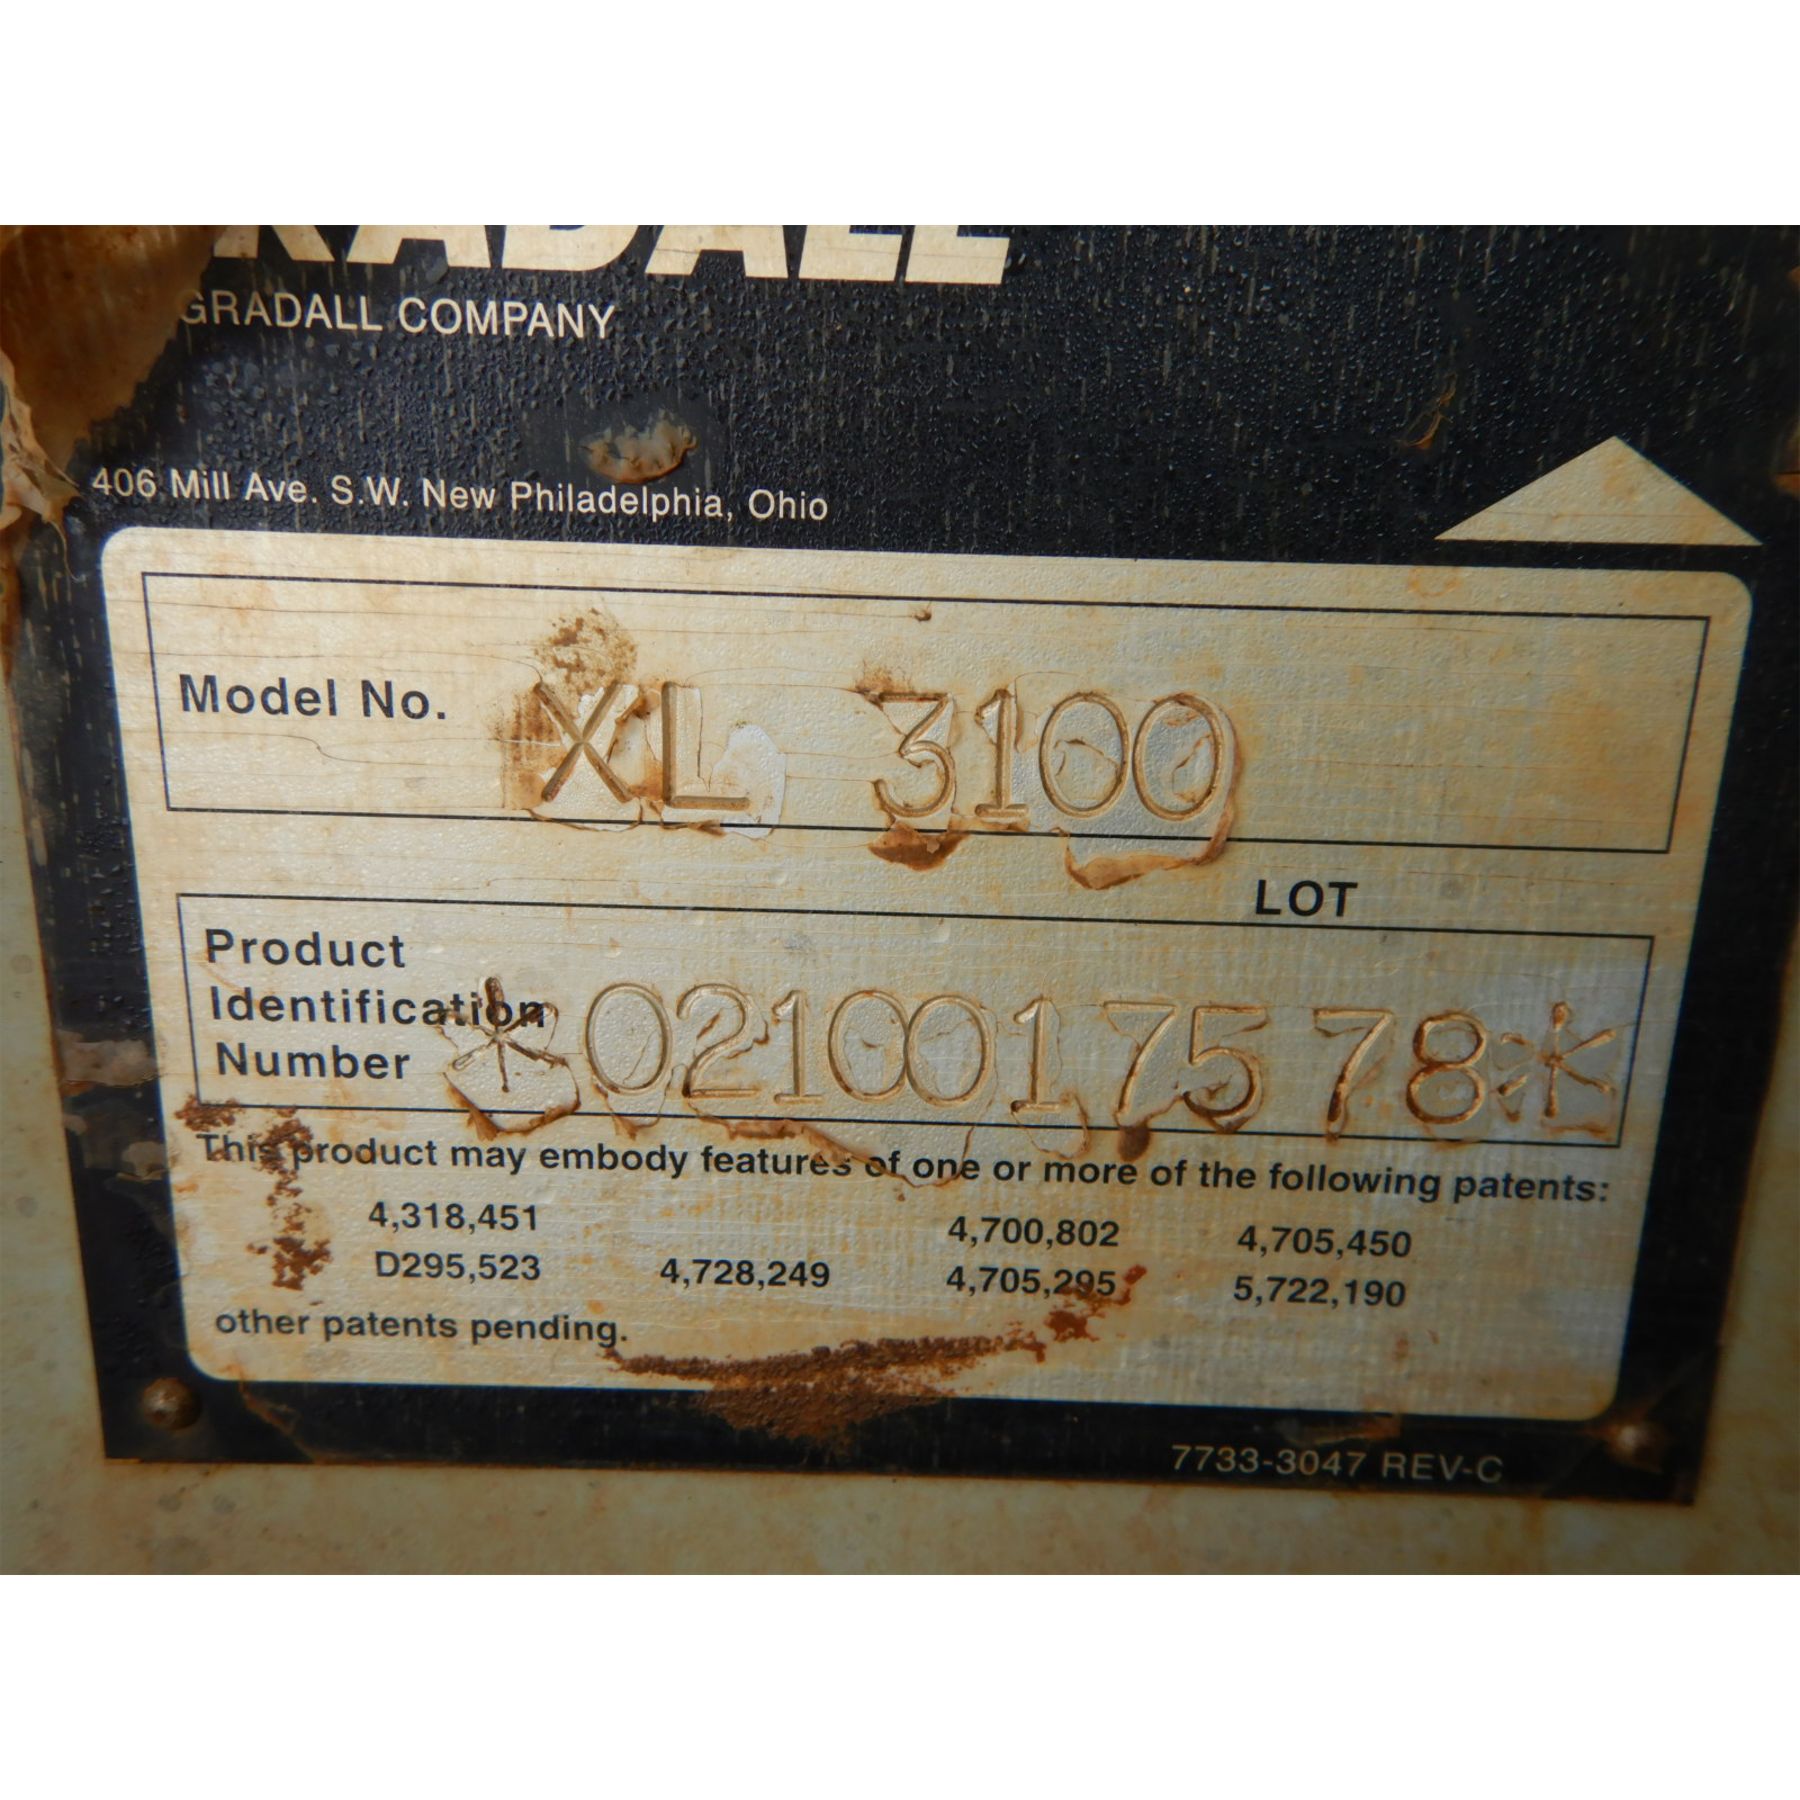 GRADALL
GRADALL COMPANY
406 Mill Ave. S.W. New Philadelphia, Ohio
Model No. XL 3100
LOT
Product
Identification
Number *0210017578*
This product may embody features of one or more of the following patents:
4,318,451 4,700,802 4,705,450
D295,523 4,728,249 4,705,295 5,722,190
other patents pending.
7733-3047 REV-C